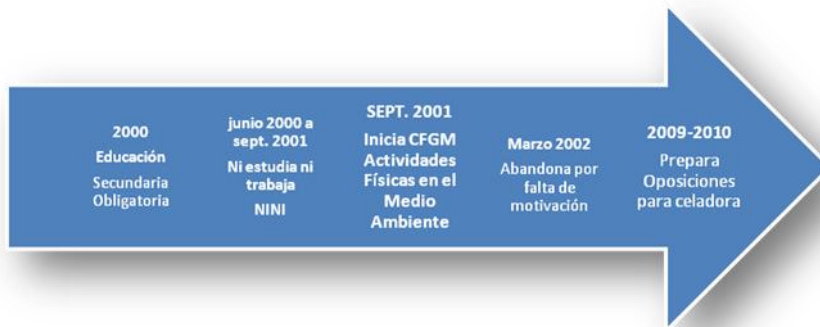 2000
Educación
Secundaria
Obligatoria
junio 2000 a
sept. 2001
Ni estudia ni
trabaja
NINI
SEPT. 2001
Inicia CFGM
Actividades
Físicas en el
Medio
Ambiente
Marzo 2002
Abandona por
falta de
motivación
2009-2010
Prepara
Oposiciones
para celadora